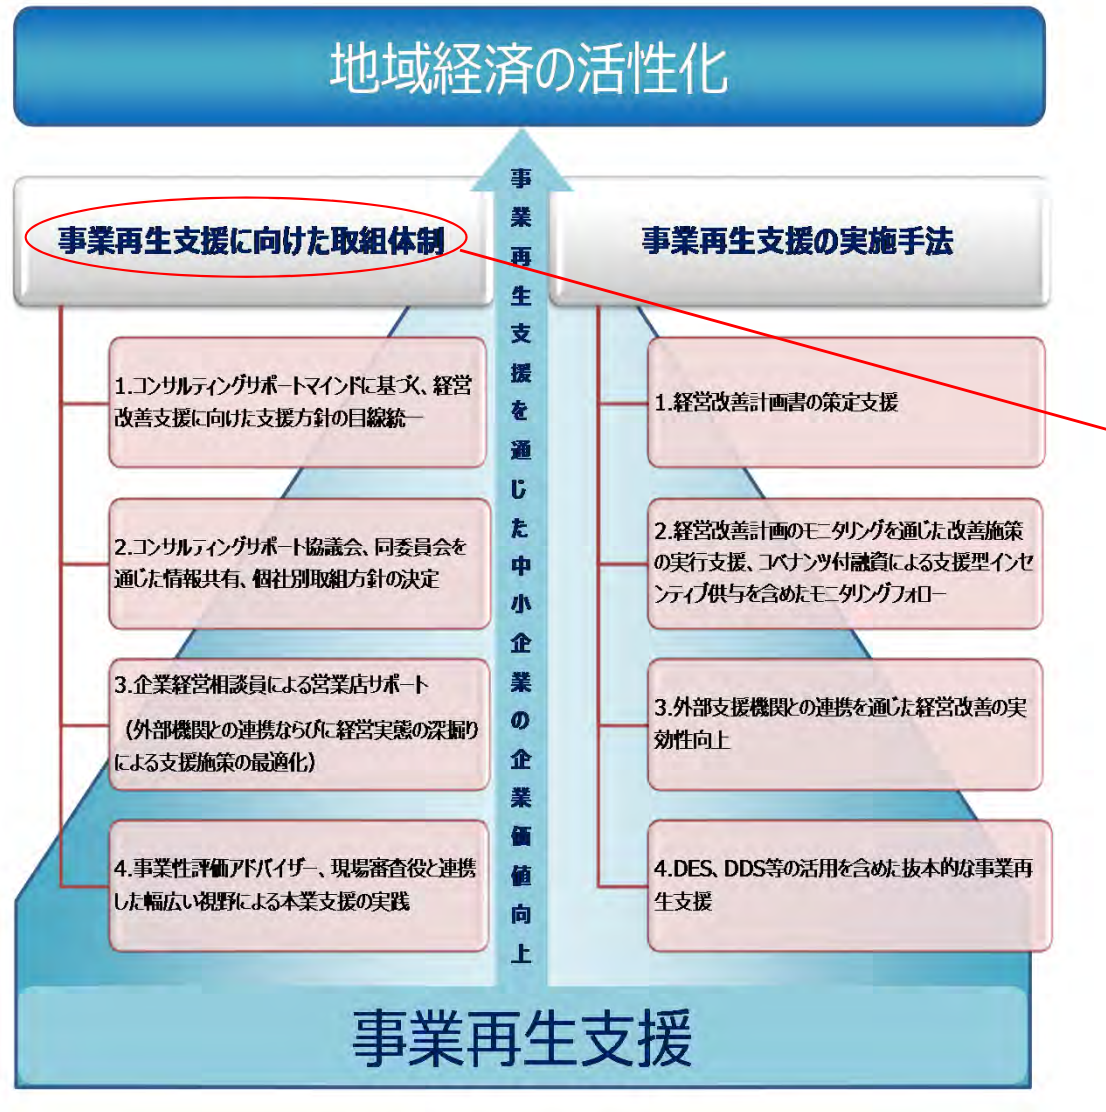 地域経済の活性化
事業再生支援に向けた取組体制
1.コンサルティングサポートマインドに基づく、経営
改善支援に向けた支援方針の目線統一
2.コンサルティングサポート協議会、同委員会を
通じた情報共有、個社別取組方針の決定
3.企業経営相談員による営業店サポート
（外部機関との連携ならびに経営実態の深掘り
による支援施策の最適化）
4.事業性評価アドバイザー、現場審査役と連携
した幅広い視野による本業支援の実践
事業再生支援を通じた中小企業の企業価値向上
事業再生支援の実施手法
1.経営改善計画書の策定支援
2.経営改善計画のモニタリングを通じた改善施策
の実行支援、コベナンツ付融資による支援型インセ
ンティブ供与を含めたモニタリングフォロー
3.外部支援機関との連携を通じた経営改善の実
効性向上
4.DES、DDS等の活用を含めた抜本的な事業再
生支援
事業再生支援